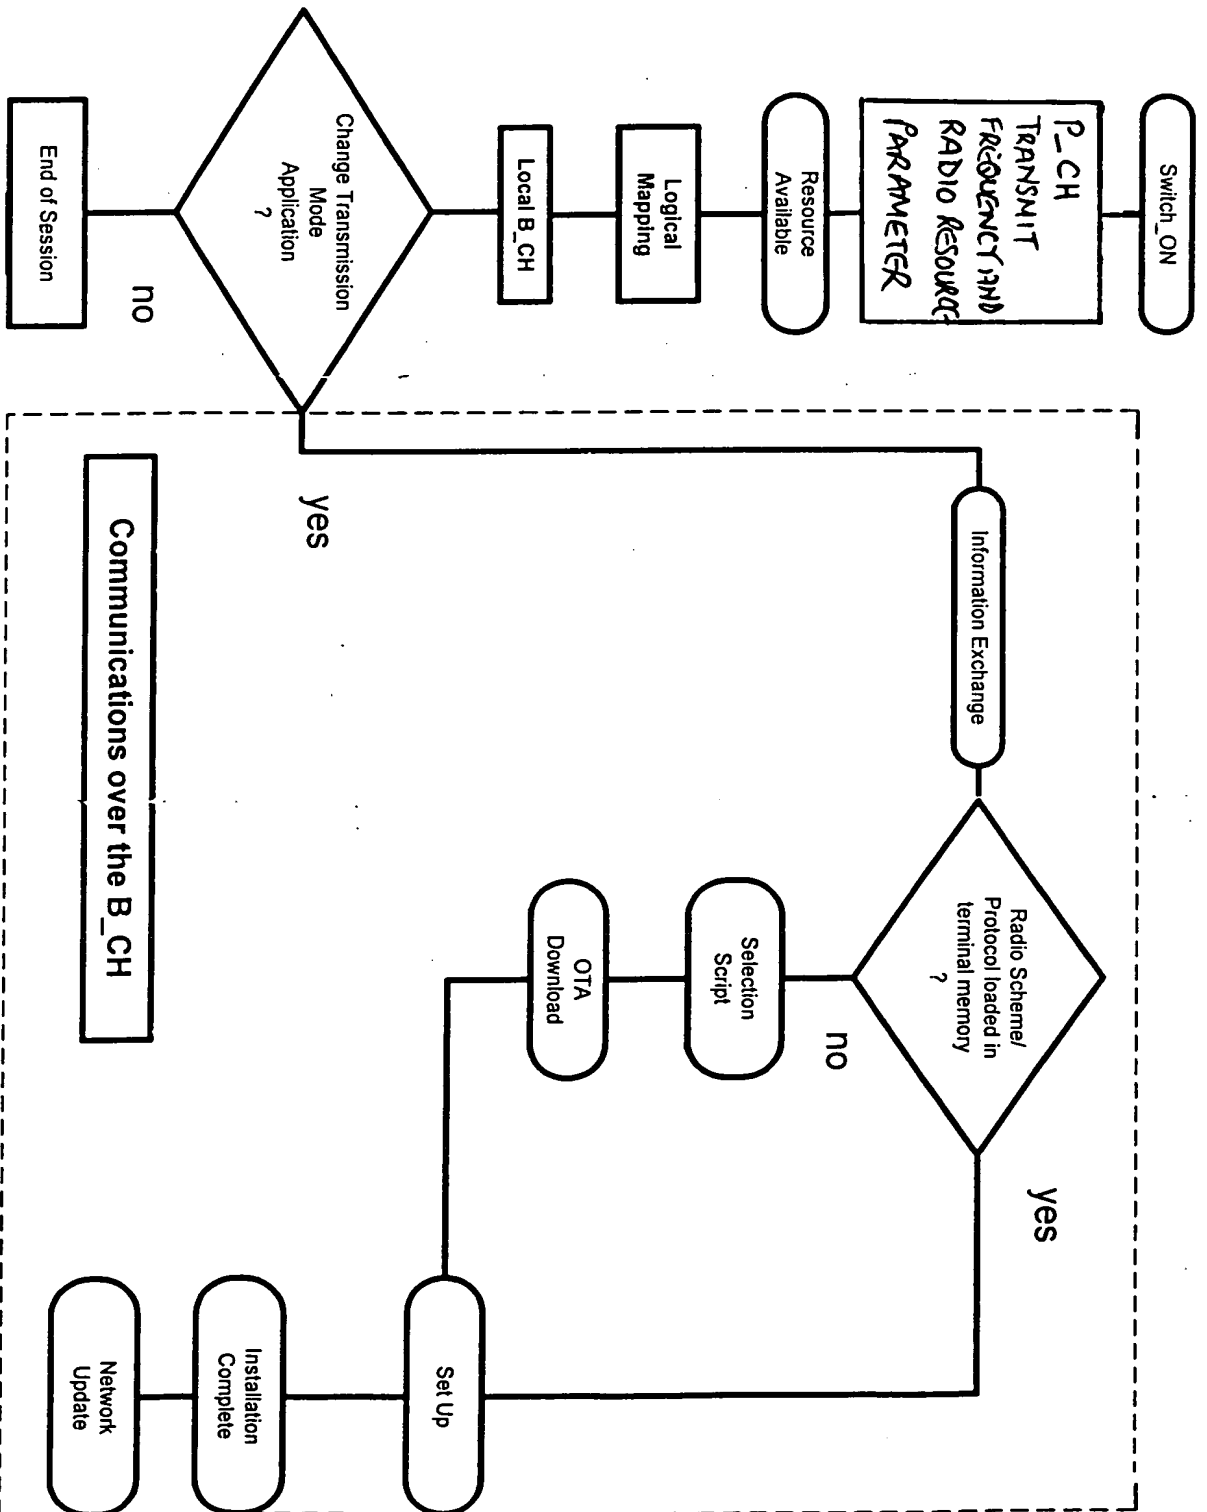 Switch_ON
P_CH
TRANSMIT
FREQUENCY AND
RADIO RESOURCE
PARAMETER
Resource
Available
Logical
Mapping
Local B_CH
Change Transmission
Mode
Application
?
no
End of Session
yes
Information Exchange
Radio Scheme/
Protocol loaded in
terminal memory
?
yes
no
Selection
Script
OTA
Download
Set Up
Installation
Complete
Network
Update
Communications over the B_CH